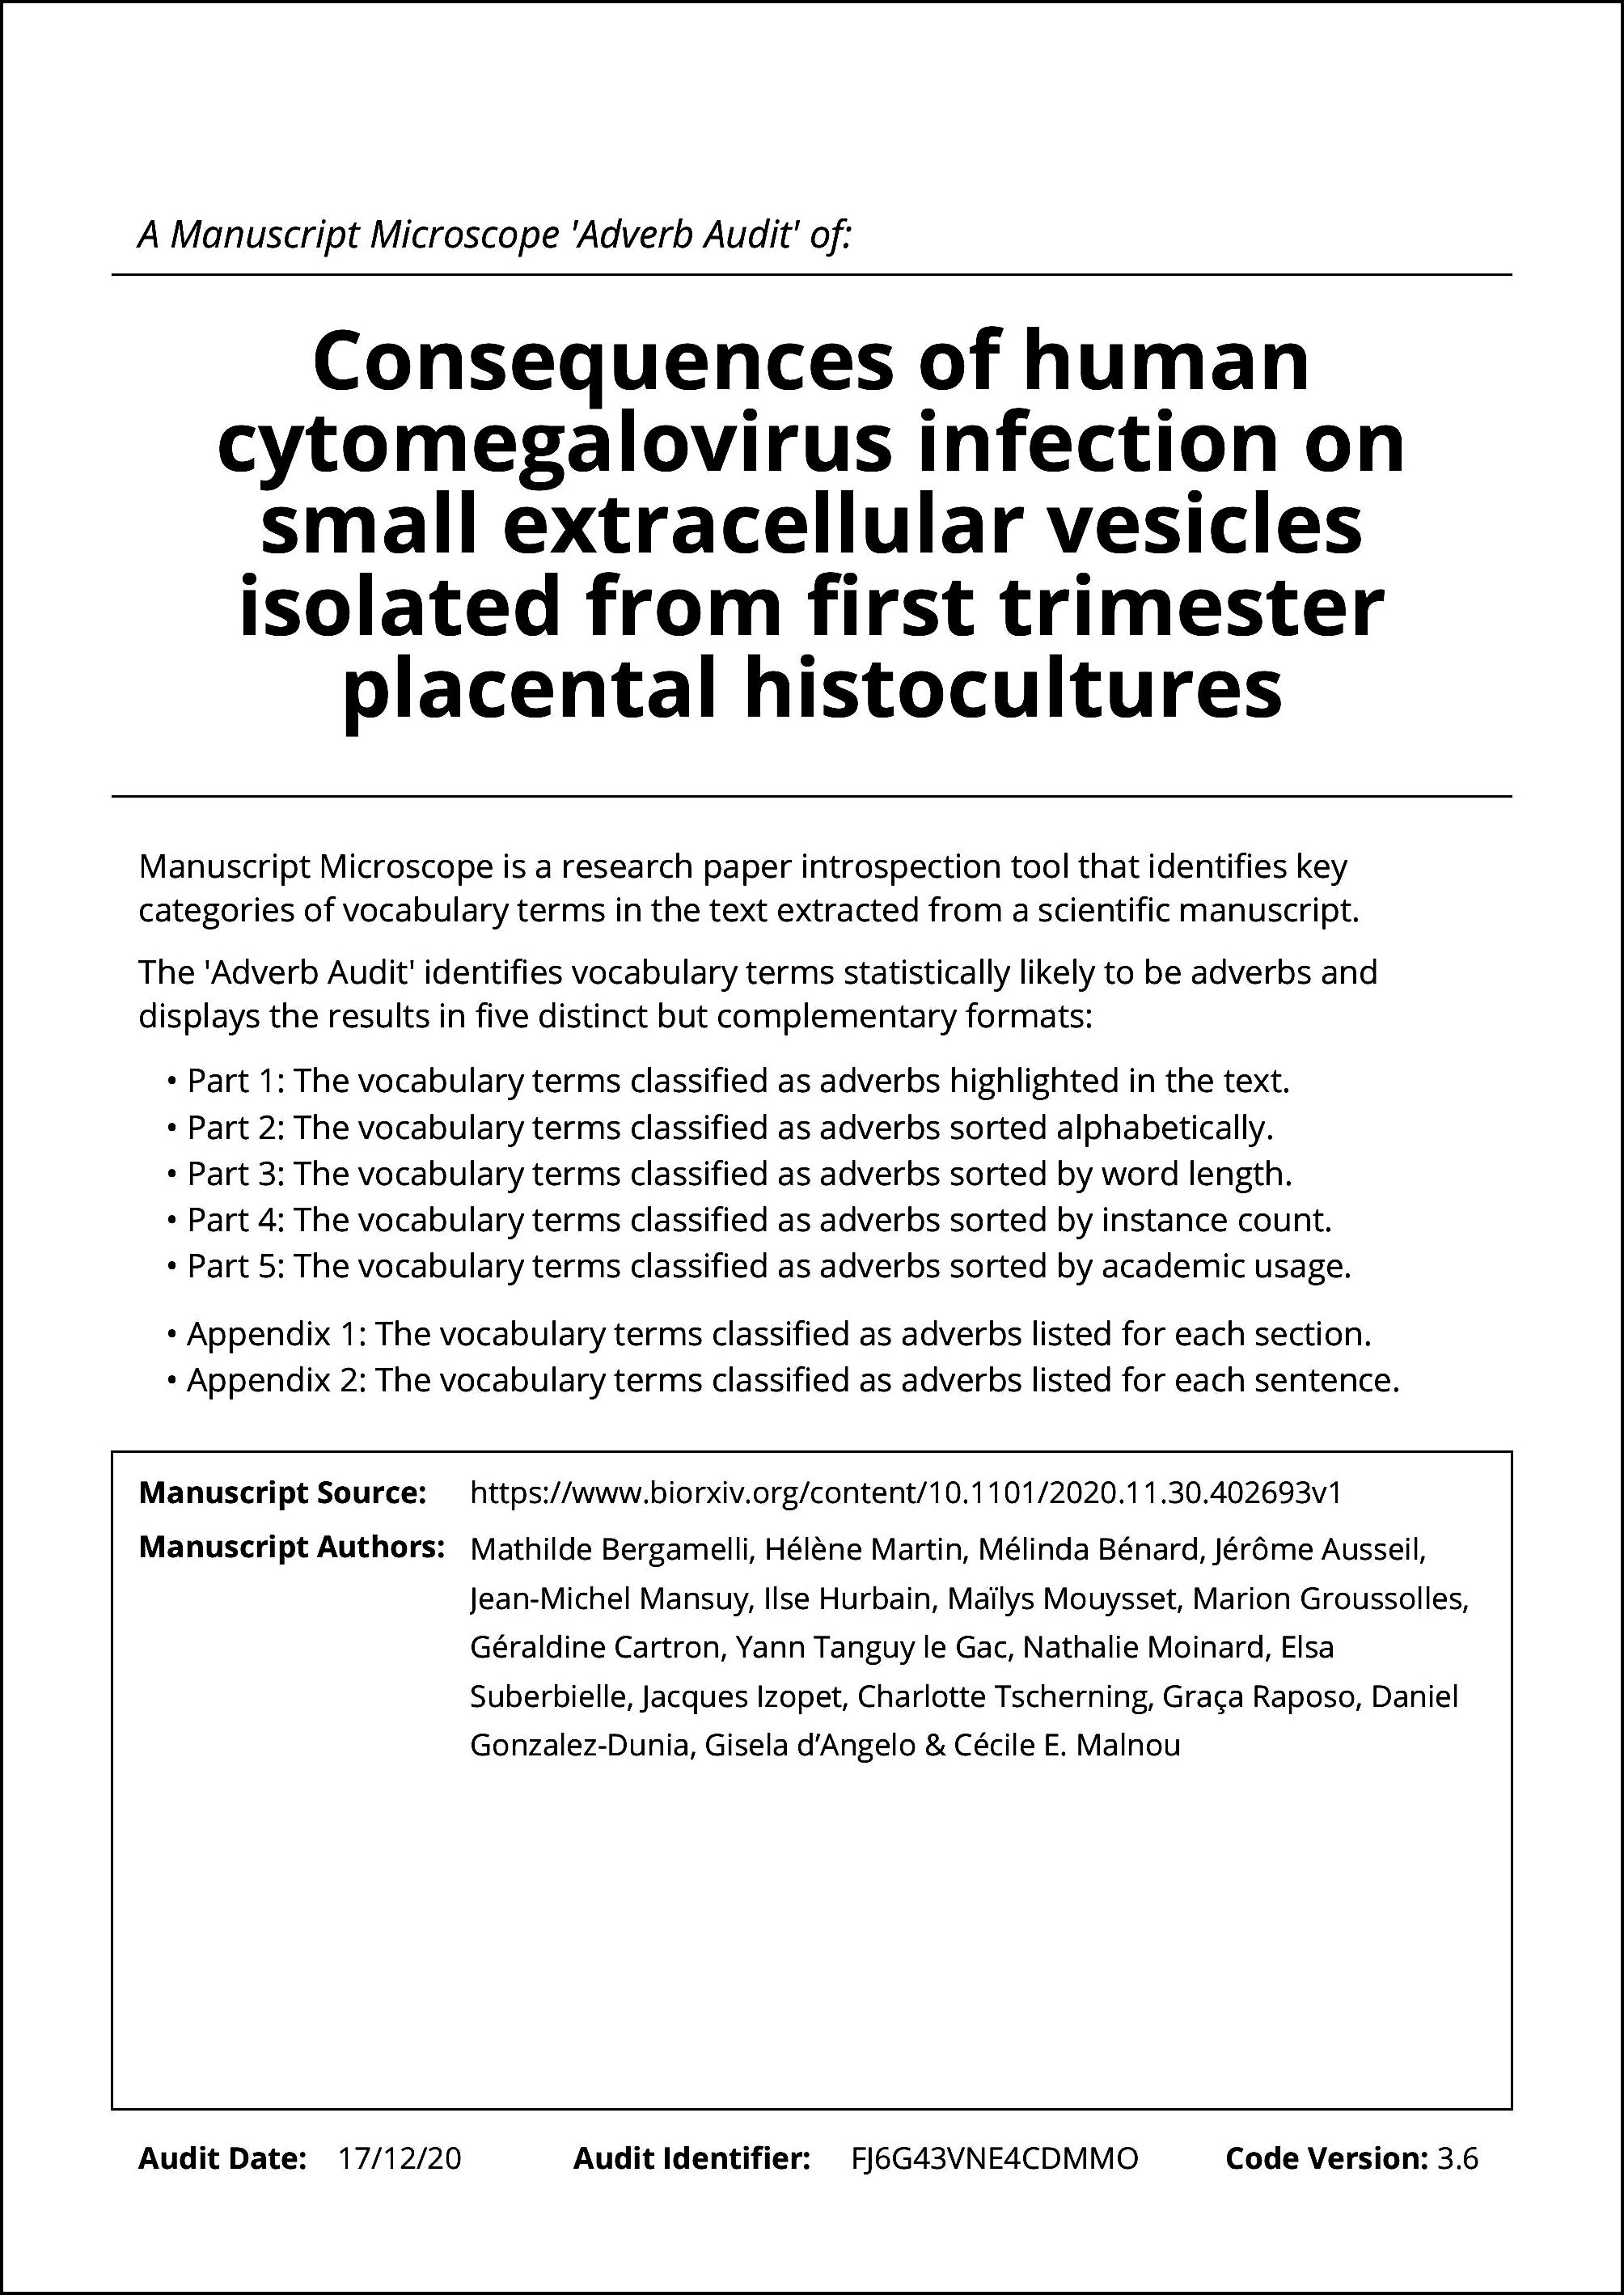 A Manuscript Microscope 'Adverb Audit' of:
Consequences of human
cytomegalovirus infection on
small extracellular vesicles
isolated from first trimester
placental histocultures
Manuscript Microscope is a research paper introspection tool that identifies key
categories of vocabulary terms in the text extracted from a scientific manuscript.
The 'Adverb Audit' identifies vocabulary terms statistically likely to be adverbs and
displays the results in five distinct but complementary formats:
• Part 1: The vocabulary terms classified as adverbs highlighted in the text.
• Part 2: The vocabulary terms classified as adverbs sorted alphabetically.
• Part 3: The vocabulary terms classified as adverbs sorted by word length.
• Part 4: The vocabulary terms classified as adverbs sorted by instance count.
• Part 5: The vocabulary terms classified as adverbs sorted by academic usage.
• Appendix 1: The vocabulary terms classified as adverbs listed for each section.
• Appendix 2: The vocabulary terms classified as adverbs listed for each sentence.
Manuscript Source: https://www.biorxiv.org/content/10.1101/2020.11.30.402693v1
Manuscript Authors: Mathilde Bergamelli, Hélène Martin, Mélinda Bénard, Jérôme Ausseil,
Jean-Michel Mansuy, Ilse Hurbain, Maïlys Mouysset, Marion Groussolles,
Géraldine Cartron, Yann Tanguy le Gac, Nathalie Moinard, Elsa
Suberbielle, Jacques Izopet, Charlotte Tscherning, Graça Raposo, Daniel
Gonzalez-Dunia, Gisela d’Angelo & Cécile E. Malnou
Audit Date: 17/12/20 Audit Identifier: FJ6G43VNE4CDMMO Code Version: 3.6